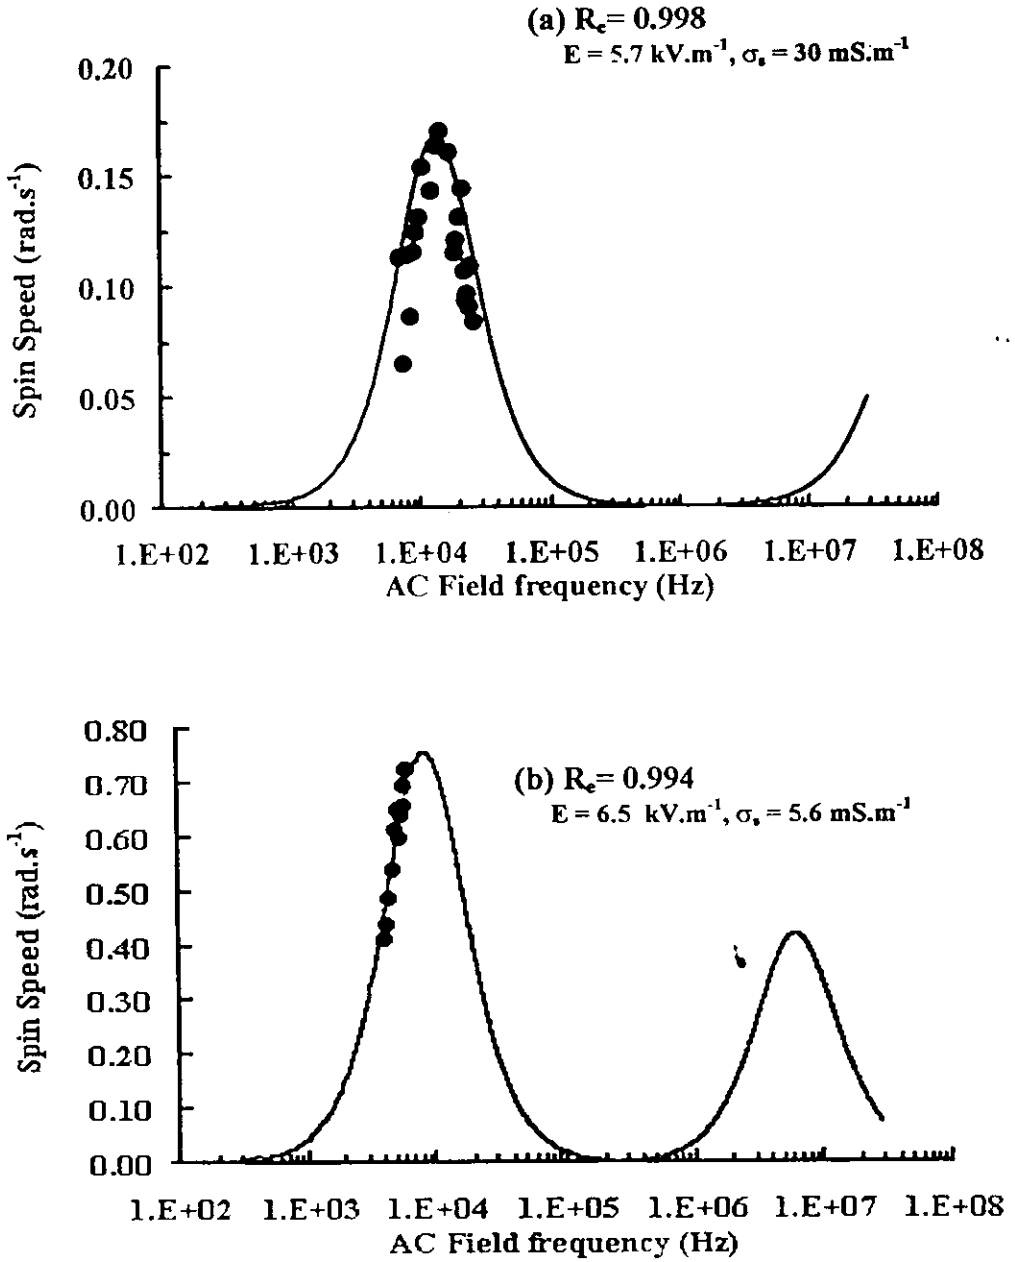 (a) Rₑ= 0.998
E = 5.7 kV.m⁻¹, σₛ = 30 mS.m⁻¹
0.20
0.15
0.10
0.05
0.00
Spin Speed (rad.s⁻¹)
1.E+02 1.E+03 1.E+04 1.E+05 1.E+06 1.E+07 1.E+08
AC Field frequency (Hz)
(b) Rₑ= 0.994
E = 6.5 kV.m⁻¹, σₛ = 5.6 mS.m⁻¹
0.80
0.70
0.60
0.50
0.40
0.30
0.20
0.10
0.00
Spin Speed (rad.s⁻¹)
1.E+02 1.E+03 1.E+04 1.E+05 1.E+06 1.E+07 1.E+08
AC Field frequency (Hz)